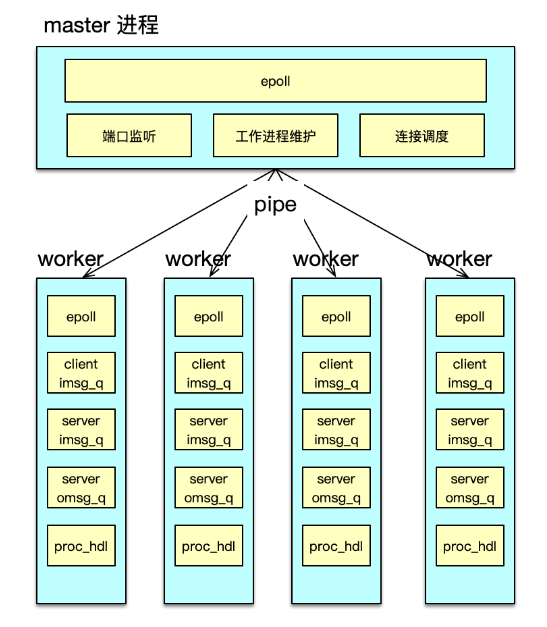 master 进程
epoll
端口监听 工作进程维护 连接调度
pipe
worker worker worker worker
epoll epoll epoll epoll
client client client client
imsg_q imsg_q imsg_q imsg_q
server server server server
imsg_q imsg_q imsg_q imsg_q
server server server server
omsg_q omsg_q omsg_q omsg_q
proc_hdl proc_hdl proc_hdl proc_hdl